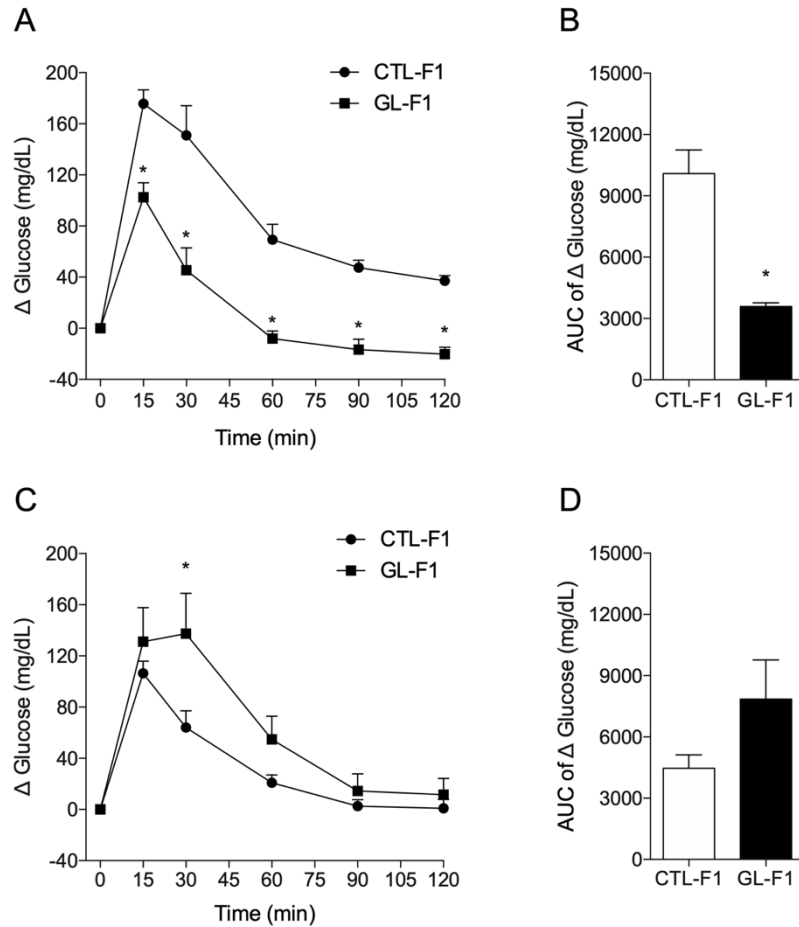 A
200
160
120
80
40
0
-40
Δ Glucose (mg/dL)
CTL-F1
GL-F1
*
*
*
*
*
0 15 30 45 60 75 90 105 120
Time (min)
B
15000
12000
9000
6000
3000
0
AUC of Δ Glucose (mg/dL)
*
CTL-F1 GL-F1
C
200
160
120
80
40
0
-40
Δ Glucose (mg/dL)
CTL-F1
GL-F1
*
0 15 30 45 60 75 90 105 120
Time (min)
D
15000
12000
9000
6000
3000
0
AUC of Δ Glucose (mg/dL)
CTL-F1 GL-F1